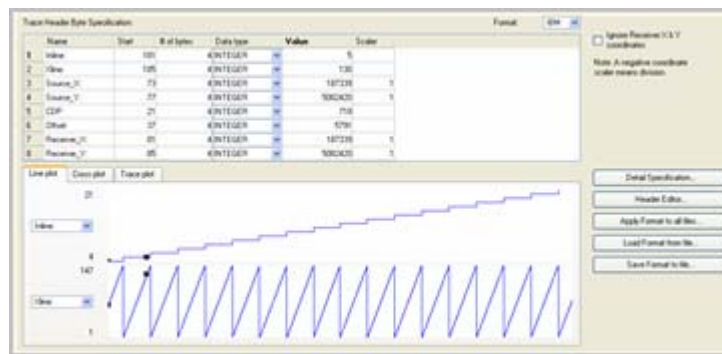 Trace Header Byte Specification
Format: IBM
Name Start # of bytes Data type Value Scaler
1 Inline 181 4 INTEGER 5
2 Xline 185 4 INTEGER 130
3 Source_X 73 4 INTEGER 187339 1
4 Source_Y 77 4 INTEGER 5082420 1
5 CDP 21 4 INTEGER 718
6 Offset 37 4 INTEGER 5791
7 Receiver_X 81 4 INTEGER 1
8 Receiver_Y 85 4 INTEGER 1
Ignore Receiver X & Y
coordinates
Note: A negative coordinate
scaler means division.
Line plot Cross plot Trace plot
21
Inline
4
147
Xline
1
Detail Specification...
Header Editor...
Apply Format to all files...
Load Format from file...
Save Format to file...